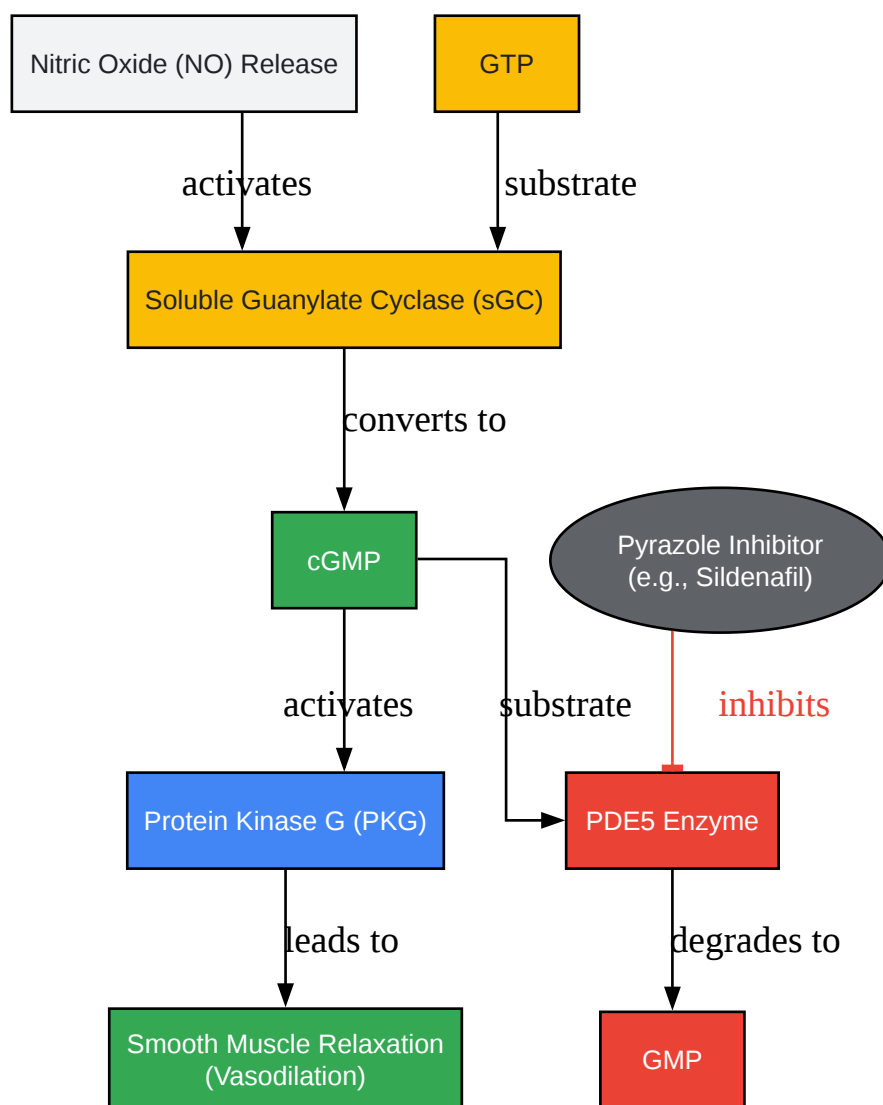 Nitric Oxide (NO) Release
GTP
activates
substrate
Soluble Guanylate Cyclase (sGC)
converts to
cGMP
Pyrazole Inhibitor
(e.g., Sildenafil)
activates
substrate
inhibits
Protein Kinase G (PKG)
PDE5 Enzyme
leads to
degrades to
Smooth Muscle Relaxation
(Vasodilation)
GMP